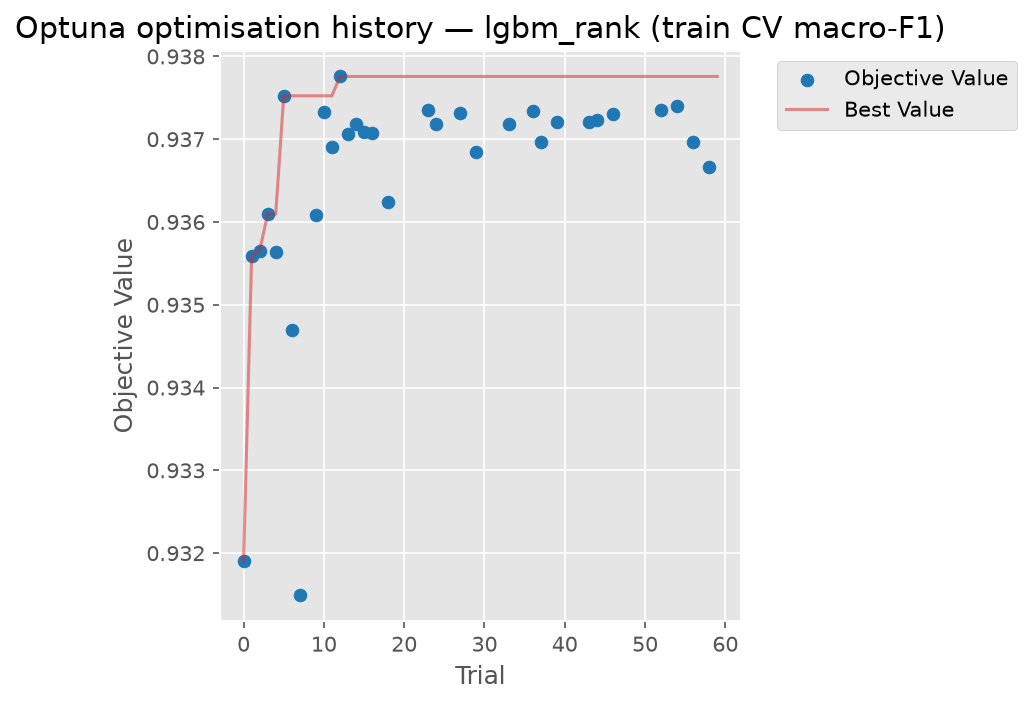 Optuna optimisation history — lgbm_rank (train CV macro-F1)
Objective Value
Best Value
0.938
0.937
0.936
0.935
0.934
0.933
0.932
Objective Value
0 10 20 30 40 50 60
Trial